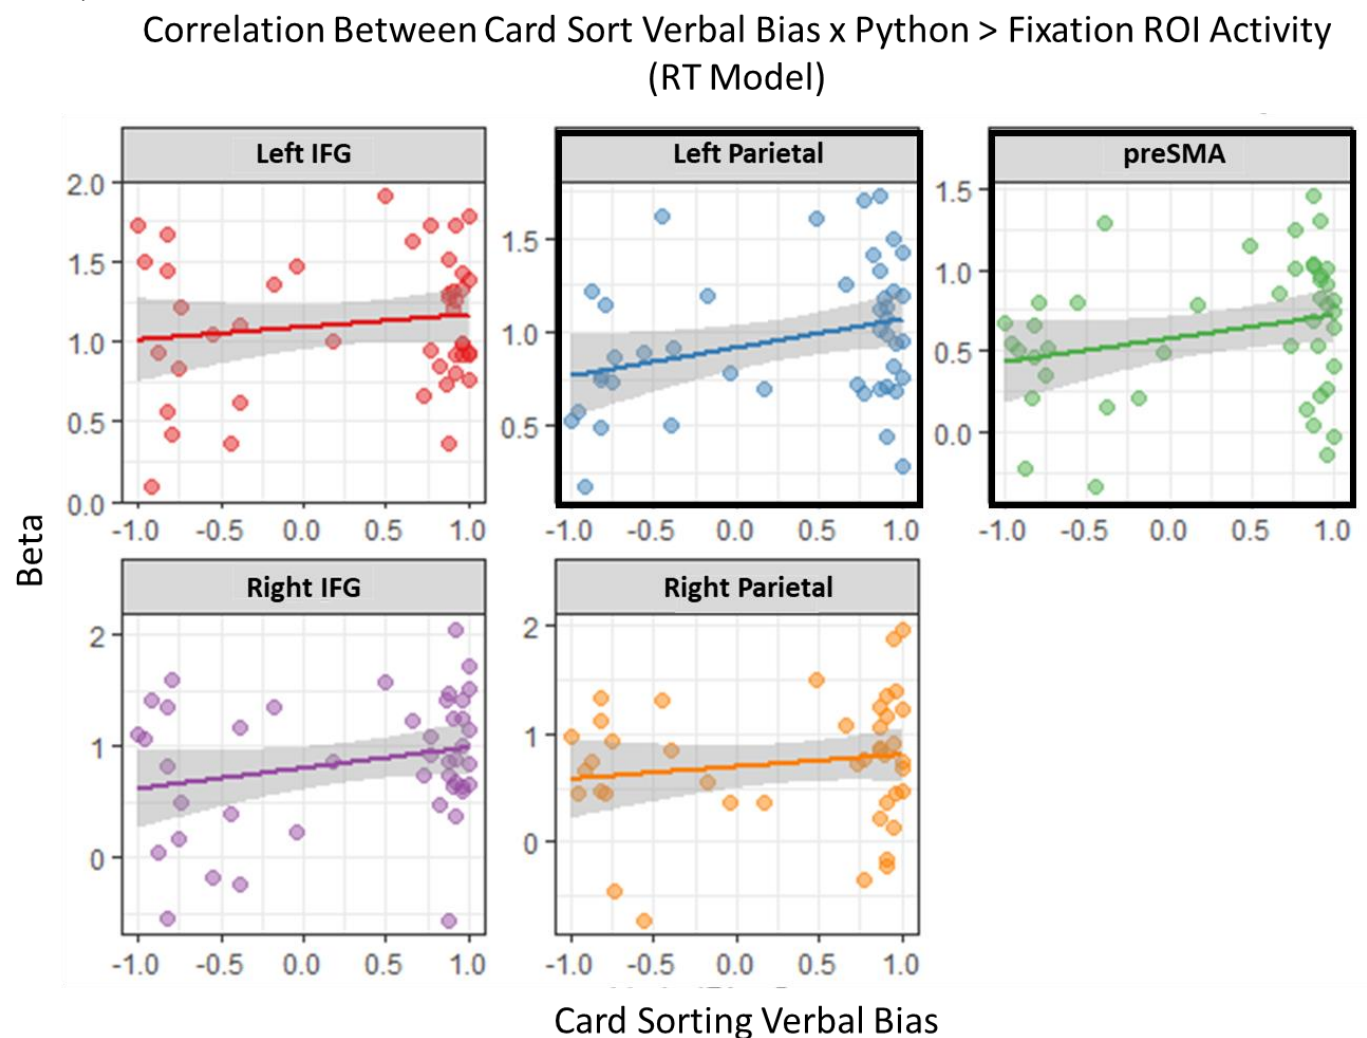 Correlation Between Card Sort Verbal Bias x Python > Fixation ROI Activity
(RT Model)
Left IFG
Left Parietal
preSMA
2.0
1.5
1.0
0.5
0.0
1.5
1.0
0.5
1.5
1.0
0.5
0.0
-1.0 -0.5 0.0 0.5 1.0
-1.0 -0.5 0.0 0.5 1.0
-1.0 -0.5 0.0 0.5 1.0
Beta
Right IFG
Right Parietal
2
1
0
2
1
0
-1.0 -0.5 0.0 0.5 1.0
-1.0 -0.5 0.0 0.5 1.0
Card Sorting Verbal Bias